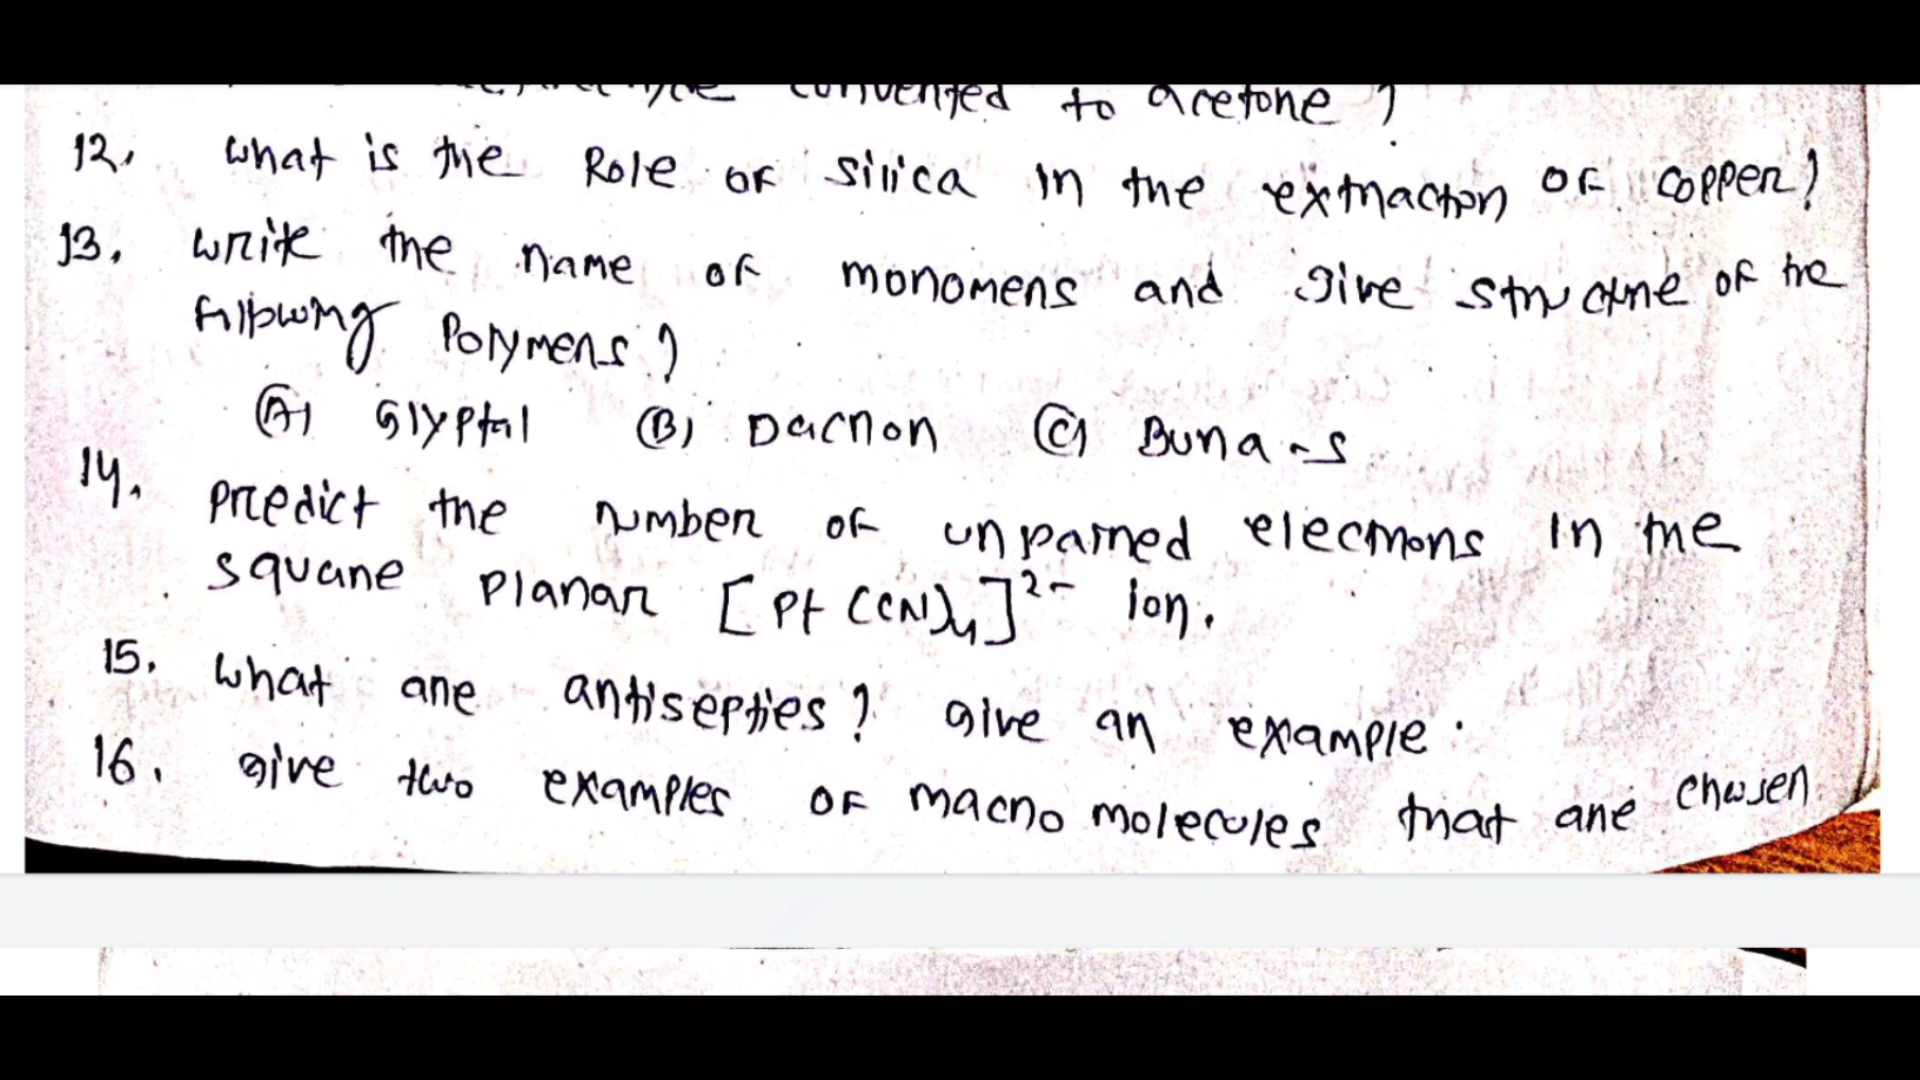 converted to acetone ?
12. what is the Role of silica in the extraction of copper?
13. write the name of monomers and give structure of the
following Polymers ?
(A) Glyptal (B) Dacron (C) Buna-s
14. predict the number of unpaired electrons in the
square planar [Pt (CN)4]2- ion.
15. what are antisepties? give an example.
16. give two examples of macro molecules that are chosen